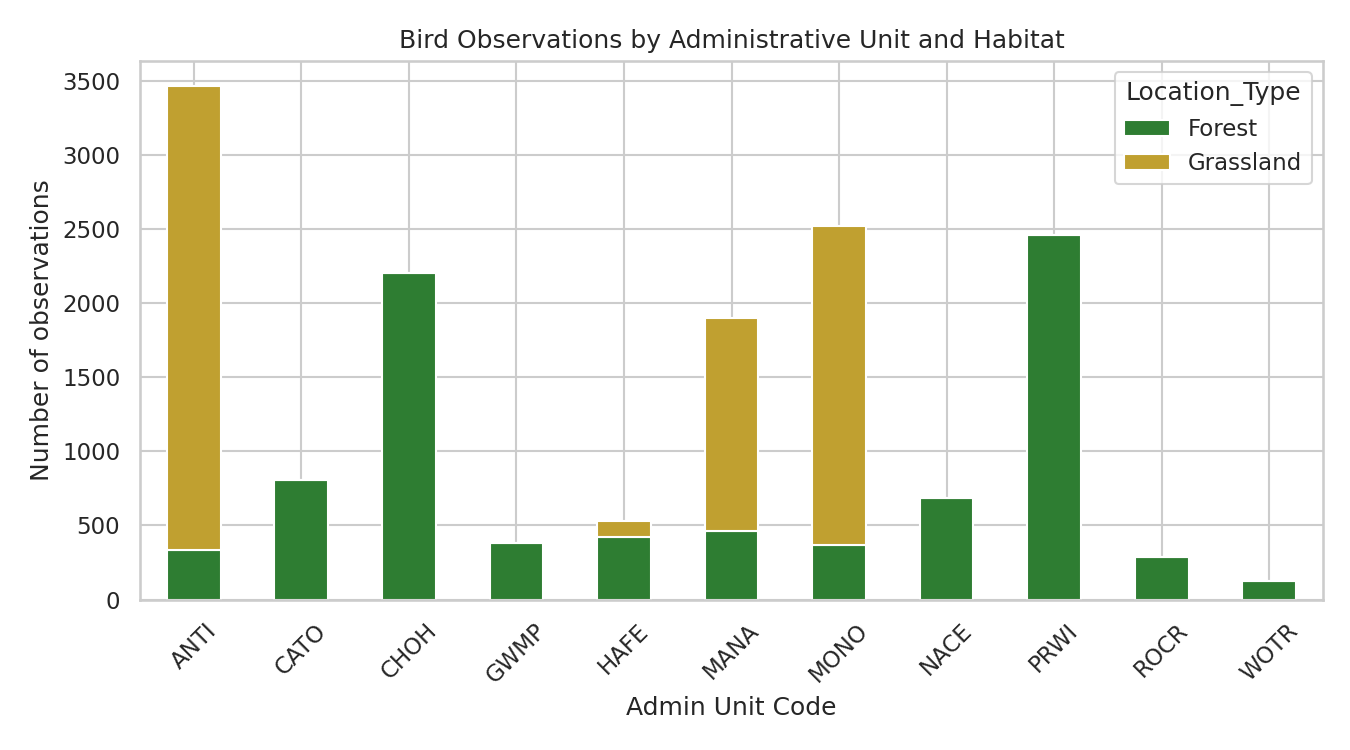 Bird Observations by Administrative Unit and Habitat
Location_Type
Forest
Grassland
Number of observations
3500
3000
2500
2000
1500
1000
500
0
ANTI
CATO
CHOH
GWMP
HAFE
MANA
MONO
NACE
PRWI
ROCR
WOTR
Admin Unit Code